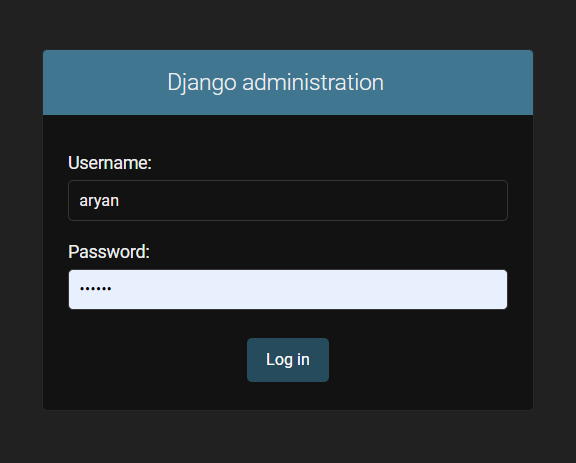 Django administration
Username:
aryan
Password:
••••••
Log in